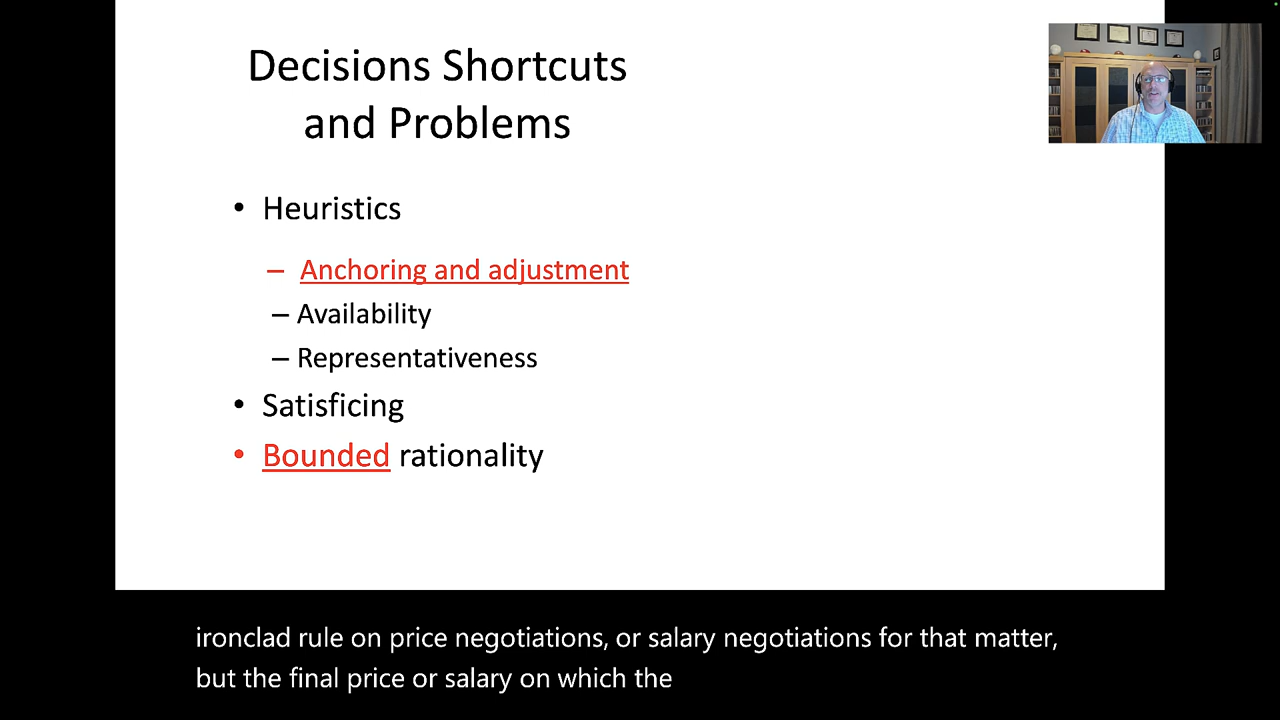 Decisions Shortcuts
and Problems
• Heuristics
– Anchoring and adjustment
– Availability
– Representativeness
• Satisficing
• Bounded rationality
ironclad rule on price negotiations, or salary negotiations for that matter,
but the final price or salary on which the